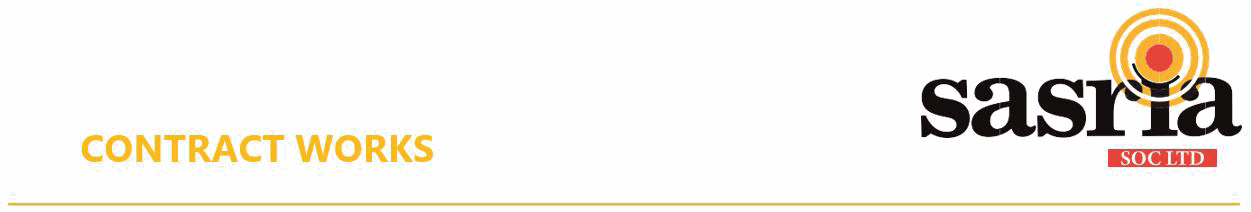 CONTRACT WORKS
sasria
SOC LTD